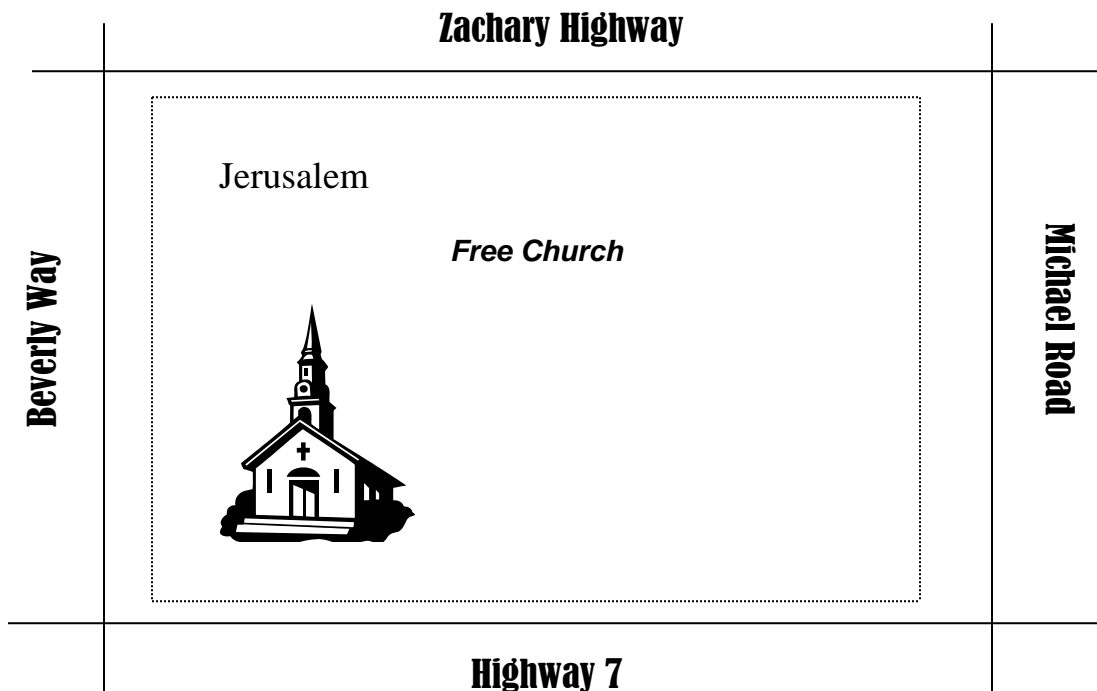 Zachary Highway
Jerusalem
Free Church
Beverly Way
Michael Road
Highway 7